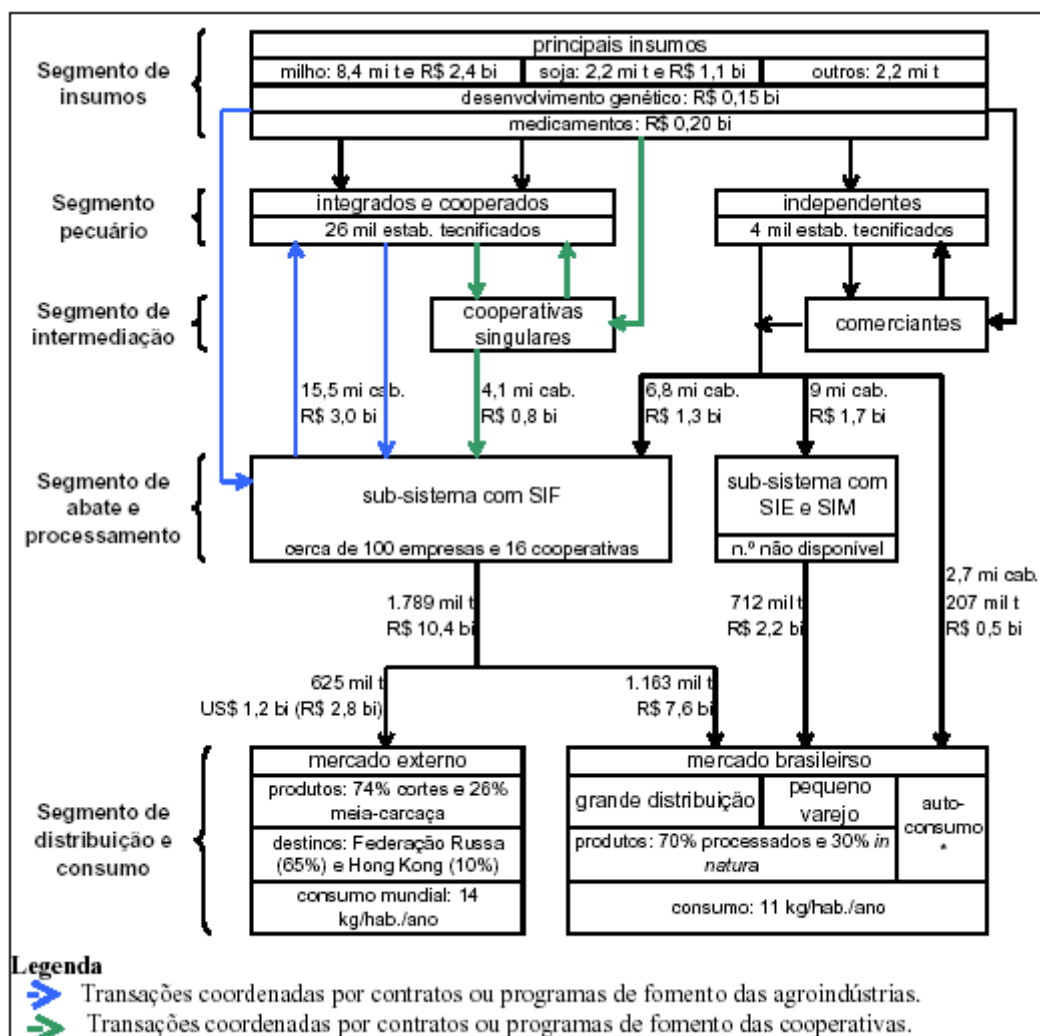 Segmento de
insumos
principais insumos
milho: 8,4 mi t e R$ 2,4 bi
soja: 2,2 mi t e R$ 1,1 bi
outros: 2,2 mi t
desenvolvimento genético: R$ 0,15 bi
medicamentos: R$ 0,20 bi
Segmento
pecuário
integrados e cooperados
26 mil estab. tecnificados
independentes
4 mil estab. tecnificados
Segmento de
intermediação
cooperativas
singulares
comerciantes
15,5 mi cab.
R$ 3,0 bi
4,1 mi cab.
R$ 0,8 bi
6,8 mi cab.
R$ 1,3 bi
9 mi cab.
R$ 1,7 bi
Segmento de
abate e
processamento
sub-sistema com SIF
cerca de 100 empresas e 16 cooperativas
sub-sistema com
SIE e SIM
n.º não disponível
1.789 mil t
R$ 10,4 bi
712 mil t
R$ 2,2 bi
2,7 mi cab.
207 mil t
R$ 0,5 bi
625 mil t
US$ 1,2 bi (R$ 2,8 bi)
1.163 mil t
R$ 7,6 bi
Segmento de
distribuição e
consumo
mercado externo
produtos: 74% cortes e 26%
meia-carcaça
destinos: Federação Russa
(65%) e Hong Kong (10%)
consumo mundial: 14
kg/hab./ano
mercado brasileirso
grande distribuição
pequeno
varejo
auto-
consumo
*
produtos: 70% processados e 30% in
natura
consumo: 11 kg/hab./ano
Legenda
Transações coordenadas por contratos ou programas de fomento das agroindústrias.
Transações coordenadas por contratos ou programas de fomento das cooperativas.